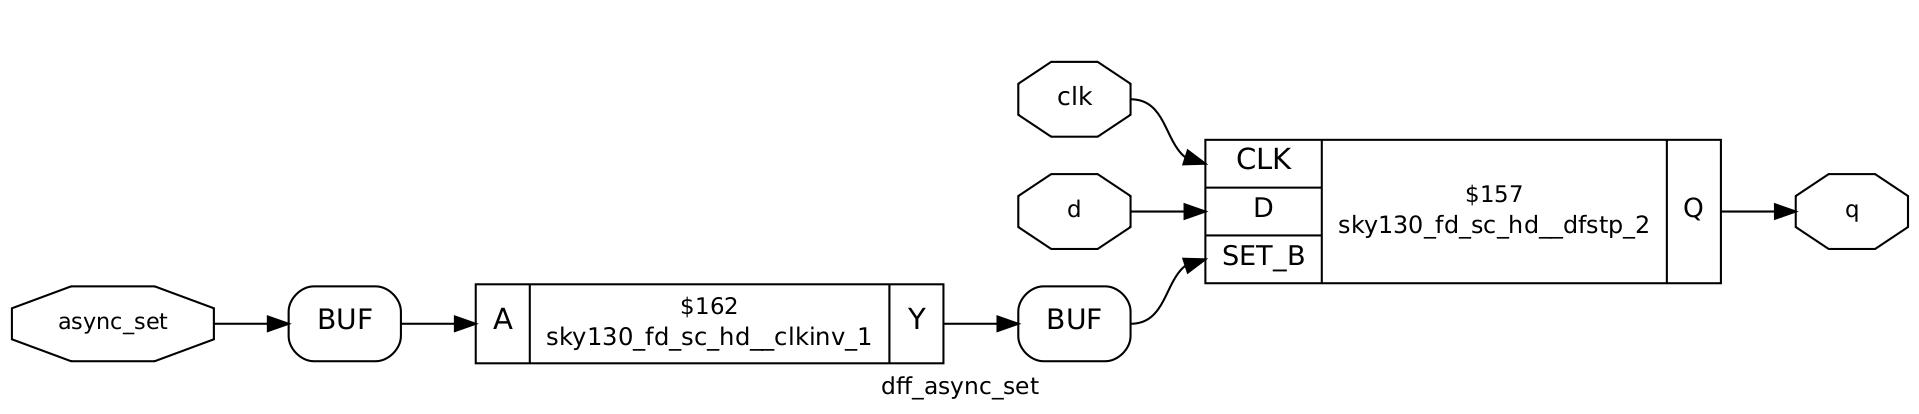 clk
CLK
d
D
$157
sky130_fd_sc_hd__dfstp_2
Q
q
SET_B
async_set
BUF
A
$162
sky130_fd_sc_hd__clkinv_1
Y
BUF
dff_async_set